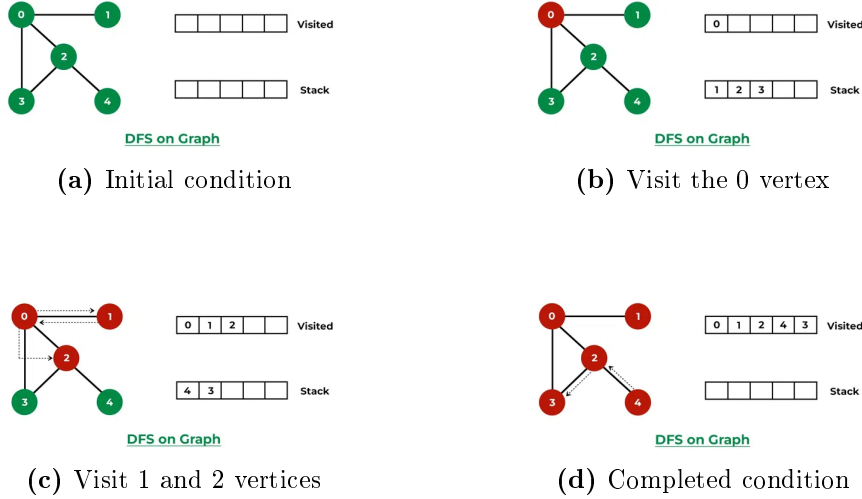 0 1 Visited
2
3 4 Stack
DFS on Graph
(a) Initial condition
0 1 0 Visited
2
3 4 1 2 3 Stack
DFS on Graph
(b) Visit the 0 vertex
0 1 0 1 2 Visited
2
3 4 4 3 Stack
DFS on Graph
(c) Visit 1 and 2 vertices
0 1 0 1 2 4 3 Visited
2
3 4 Stack
DFS on Graph
(d) Completed condition